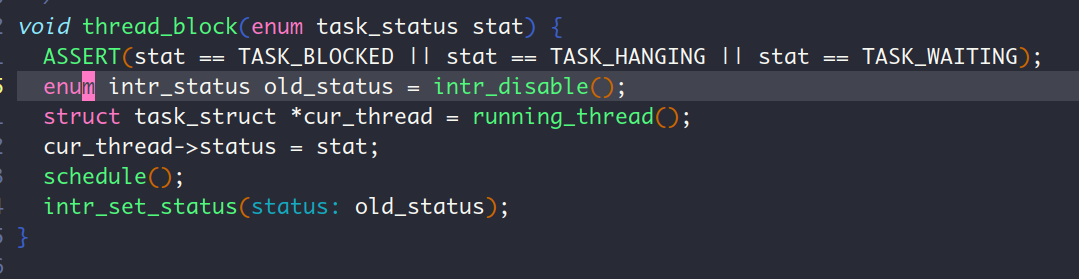 void thread_block(enum task_status stat) {
ASSERT(stat == TASK_BLOCKED || stat == TASK_HANGING || stat == TASK_WAITING);
enum intr_status old_status = intr_disable();
struct task_struct *cur_thread = running_thread();
cur_thread->status = stat;
schedule();
intr_set_status(status: old_status);
}